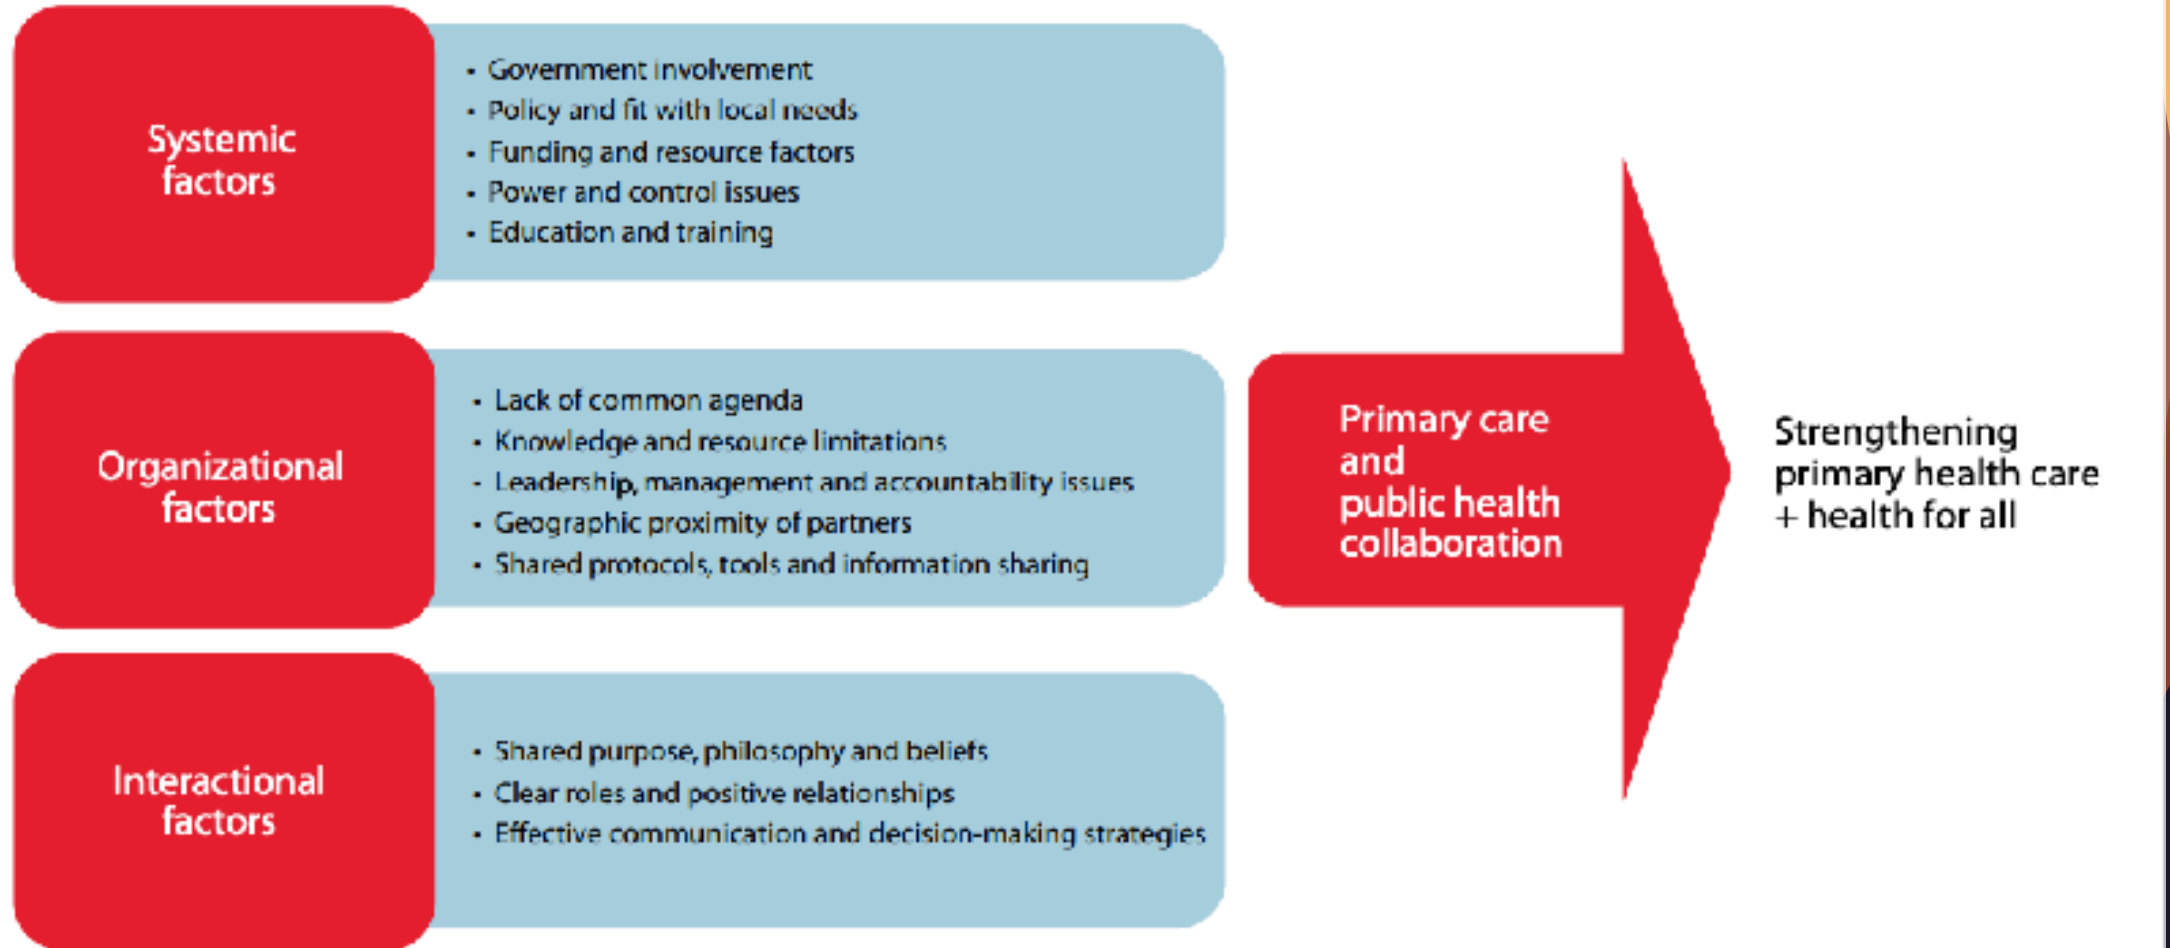 Systemic
factors
• Government involvement
• Policy and fit with local needs
• Funding and resource factors
• Power and control issues
• Education and training
Organizational
factors
• Lack of common agenda
• Knowledge and resource limitations
• Leadership, management and accountability issues
• Geographic proximity of partners
• Shared protocols, tools and information sharing
Interactional
factors
• Shared purpose, philosophy and beliefs
• Clear roles and positive relationships
• Effective communication and decision-making strategies
Primary care
and
public health
collaboration
Strengthening
primary health care
+ health for all